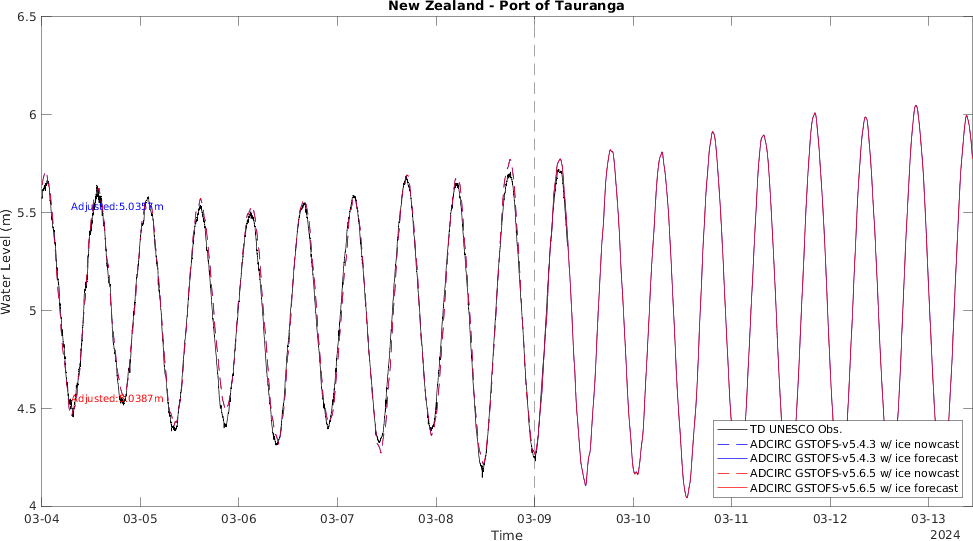 New Zealand - Port of Tauranga
6.5
6
5.5
5
4.5
4
Water Level (m)
Adjusted:5.0357m
Adjusted:5.0387m
TD UNESCO Obs.
ADCIRC GSTOFS-v5.4.3 w/ ice nowcast
ADCIRC GSTOFS-v5.4.3 w/ ice forecast
ADCIRC GSTOFS-v5.6.5 w/ ice nowcast
ADCIRC GSTOFS-v5.6.5 w/ ice forecast
03-04 03-05 03-06 03-07 03-08 03-09 03-10 03-11 03-12 03-13
Time
2024